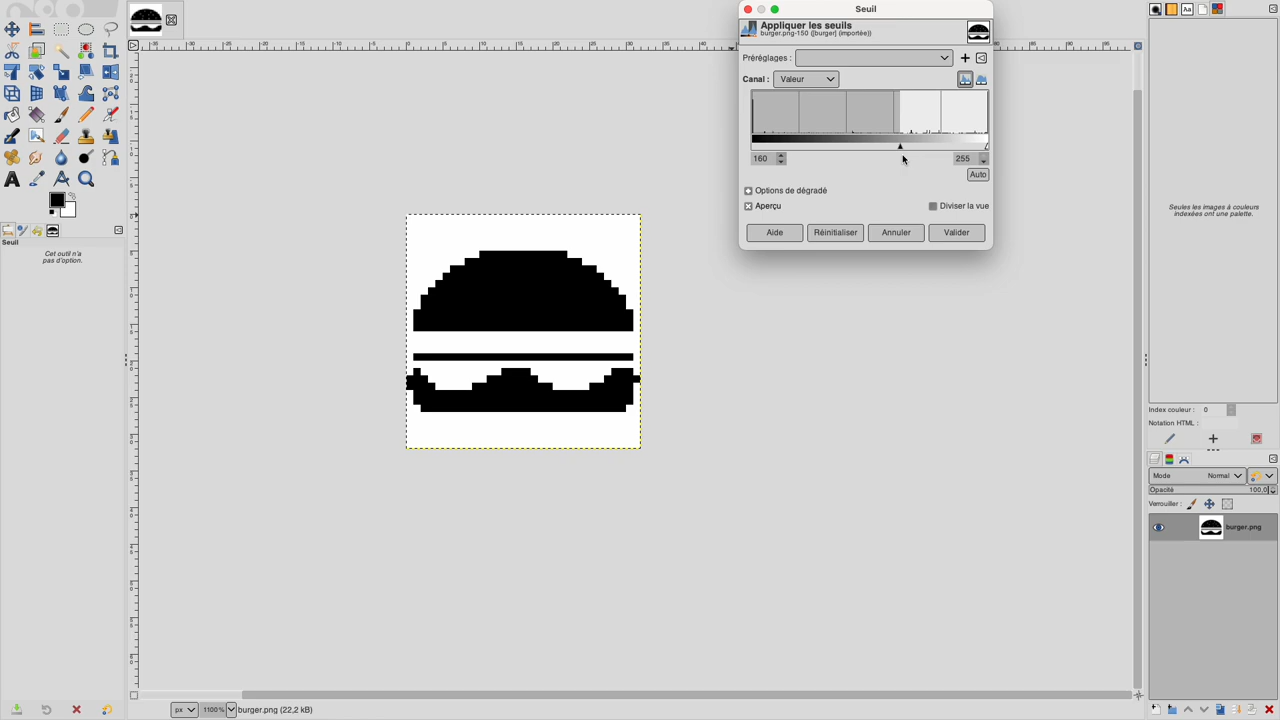 Seuil
Appliquer les seuils
burger.png-150 ([burger] (importée))
Préréglages :
Canal :
Valeur
160
255
Auto
Options de dégradé
Aperçu
Diviser la vue
Aide
Réinitialiser
Annuler
Valider
Seuil
Cet outil n'a
pas d'option.
Seules les images à couleurs
indexées ont une palette.
Index couleur :
0
Notation HTML :
Mode
Normal
Opacité
100,0
Verrouiller :
burger.png
px
1100%
burger.png (22,2 kB)